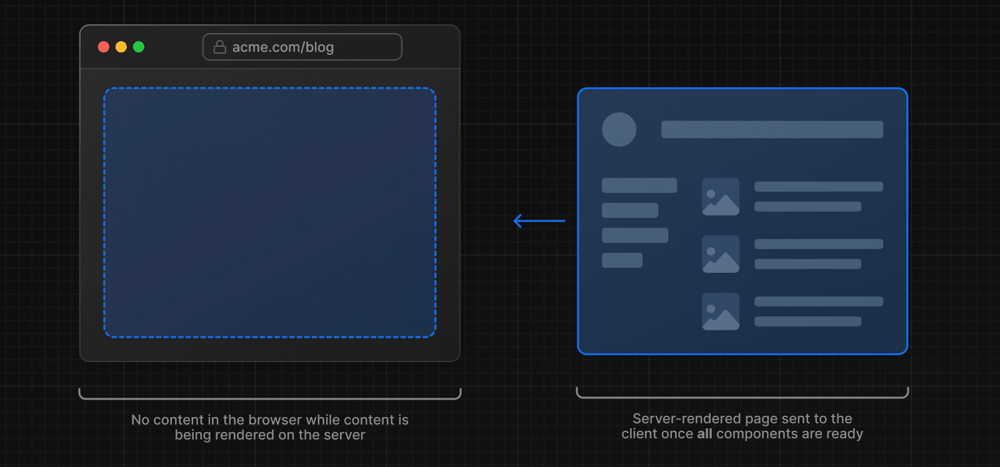 acme.com/blog
No content in the browser while content is
being rendered on the server
Server-rendered page sent to the
client once all components are ready